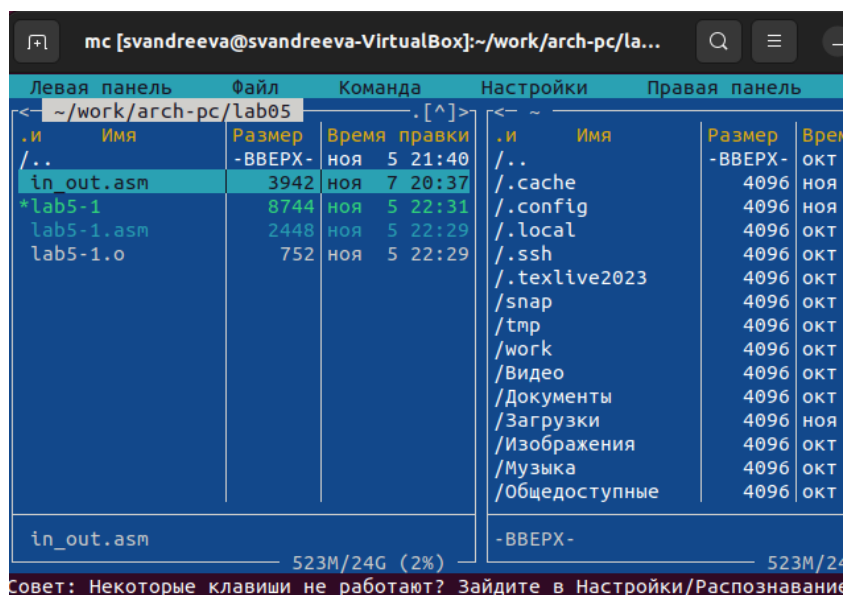 mc [svandreeva@svandreeva-VirtualBox]:~/work/arch-pc/la...
Левая панель Файл Команда Настройки Правая панель
<— ~/work/arch-pc/lab05 .[^]> <— ~
.и Имя Размер Время правки .и Имя Размер Врем
/.. -ВВЕРХ- ноя 5 21:40 /.. -ВВЕРХ- окт
in_out.asm 3942 ноя 7 20:37 /.cache 4096 ноя
*lab5-1 8744 ноя 5 22:31 /.config 4096 ноя
lab5-1.asm 2448 ноя 5 22:29 /.local 4096 окт
lab5-1.o 752 ноя 5 22:29 /.ssh 4096 окт
/.texlive2023 4096 окт
/snap 4096 окт
/tmp 4096 окт
/work 4096 окт
/Видео 4096 окт
/Документы 4096 окт
/Загрузки 4096 ноя
/Изображения 4096 окт
/Музыка 4096 окт
/Общедоступные 4096 окт
in_out.asm -ВВЕРХ-
523M/24G (2%) 523M/24
Совет: Некоторые клавиши не работают? Зайдите в Настройки/Распознавание